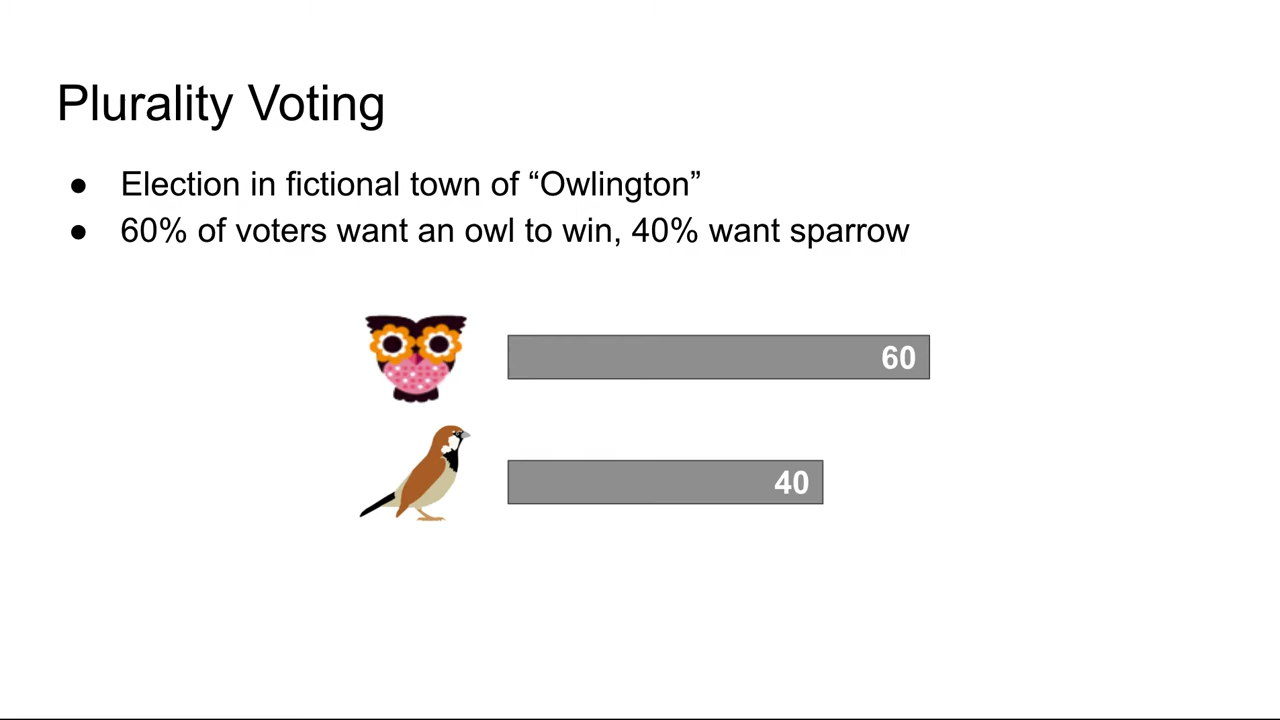 Plurality Voting
● Election in fictional town of “Owlington”
● 60% of voters want an owl to win, 40% want sparrow
60
40